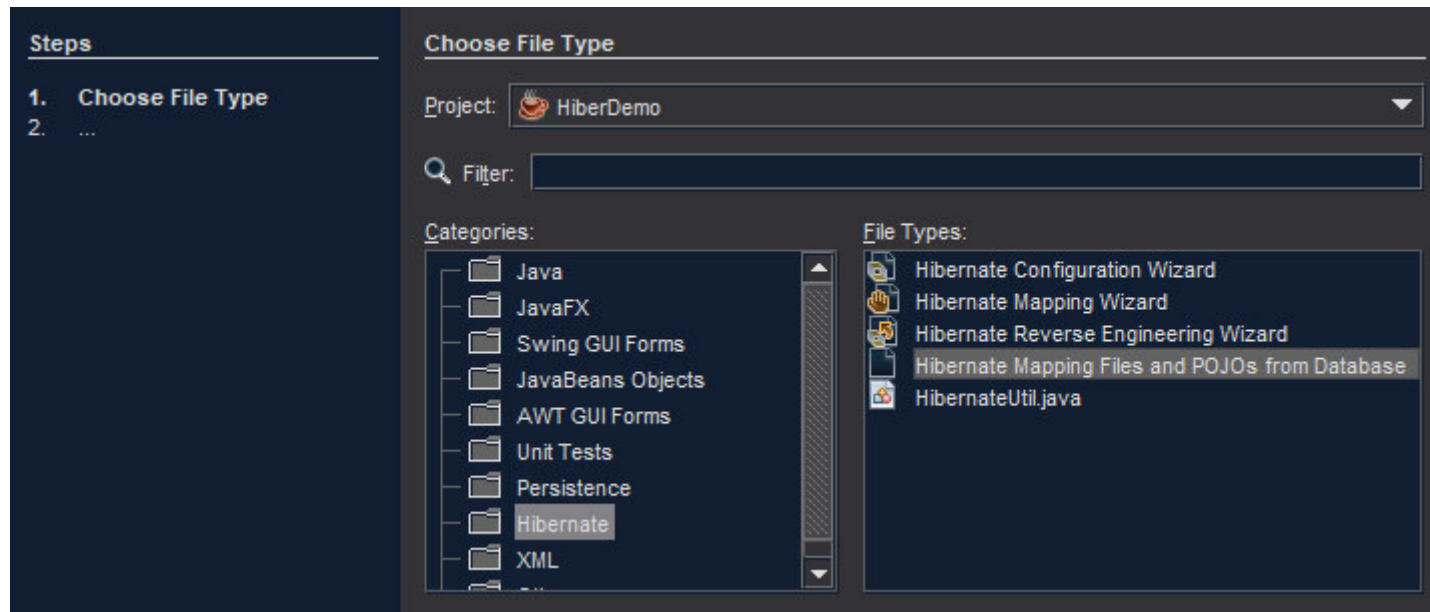 Steps
1. Choose File Type
2. ...
Choose File Type
Project: HiberDemo
Filter:
Categories:
Java
JavaFX
Swing GUI Forms
JavaBeans Objects
AWT GUI Forms
Unit Tests
Persistence
Hibernate
XML
File Types:
Hibernate Configuration Wizard
Hibernate Mapping Wizard
Hibernate Reverse Engineering Wizard
Hibernate Mapping Files and POJOs from Database
HibernateUtil.java